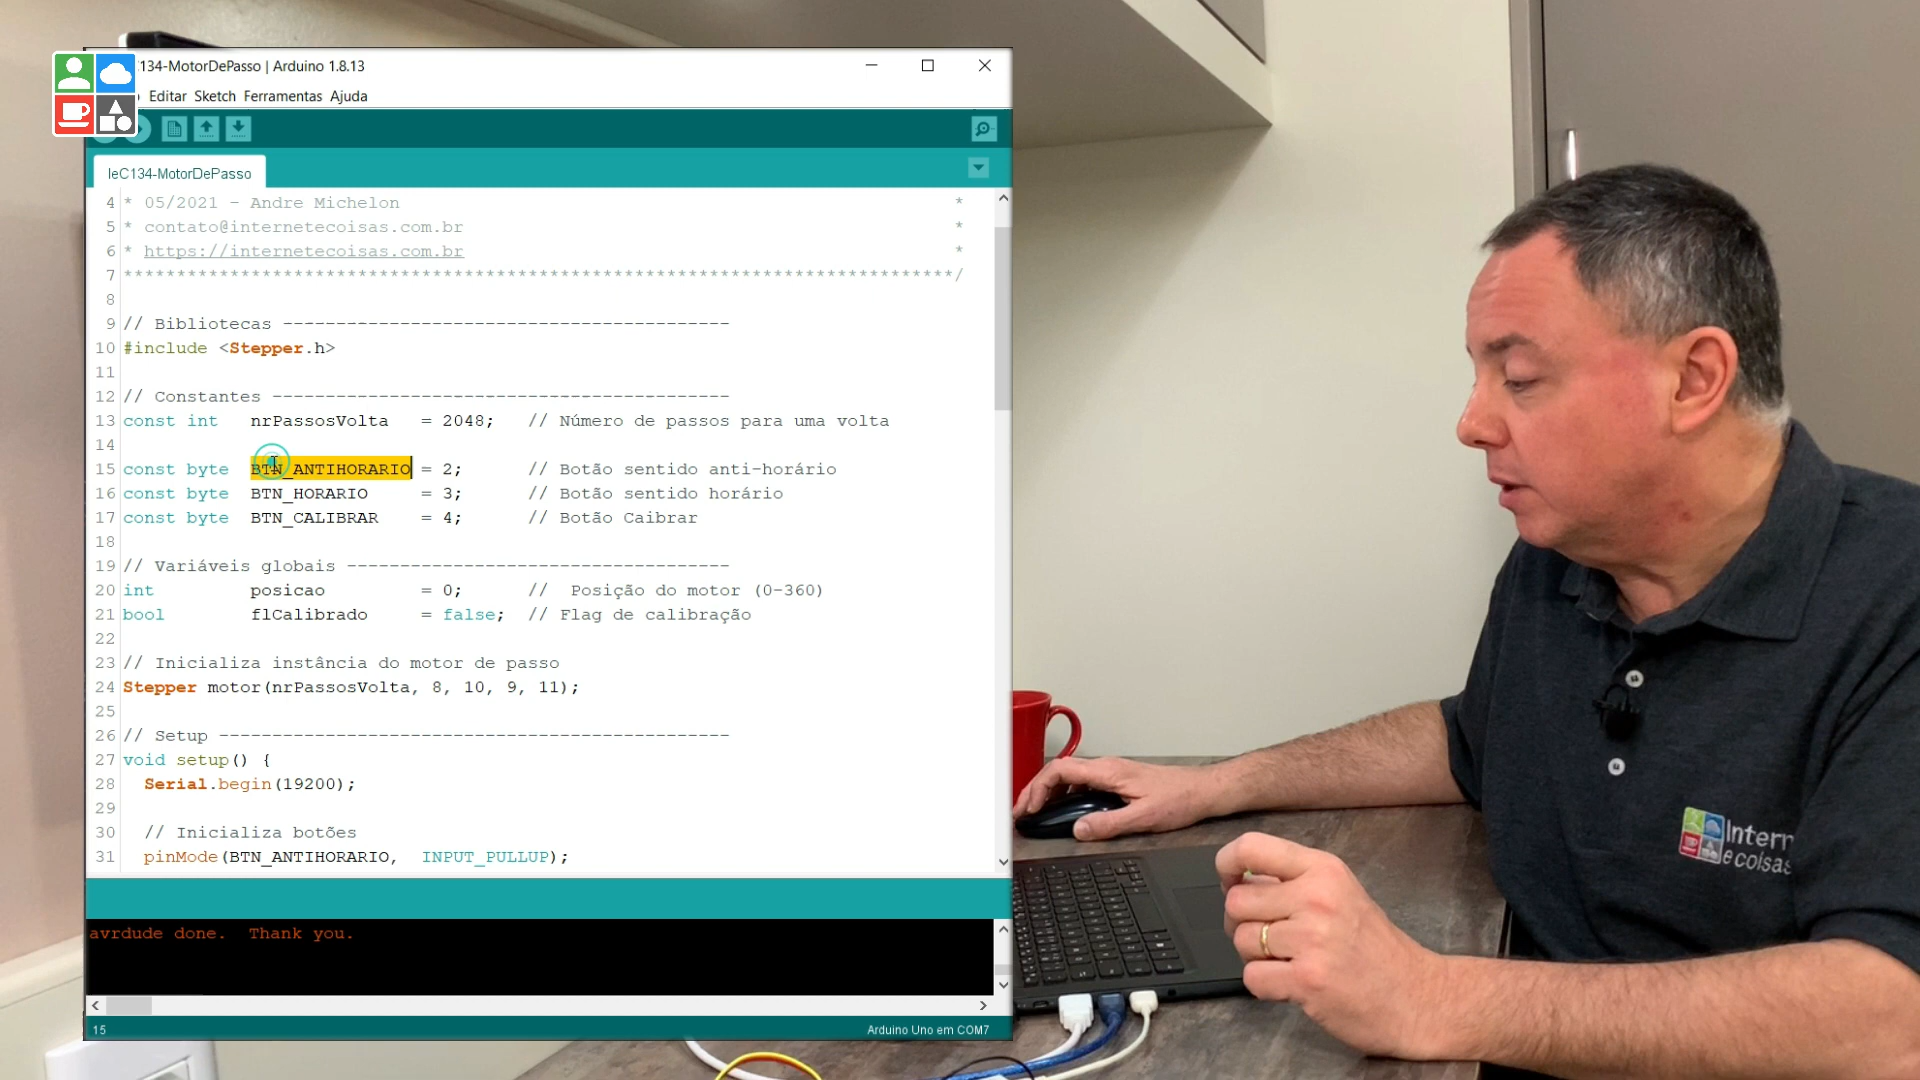 C134-MotorDePasso | Arduino 1.8.13
Editar Sketch Ferramentas Ajuda
IeC134-MotorDePasso
4 * 05/2021 - Andre Michelon *
5 * contato@internetecoisas.com.br *
6 * https://internetecoisas.com.br *
7 *******************************************************************************/
8
9 // Bibliotecas ------------------------------------------
10 #include <Stepper.h>
11
12 // Constantes -------------------------------------------
13 const int nrPassosVolta = 2048; // Número de passos para uma volta
14
15 const byte BTN_ANTIHORARIO = 2; // Botão sentido anti-horário
16 const byte BTN_HORARIO = 3; // Botão sentido horário
17 const byte BTN_CALIBRAR = 4; // Botão Caibrar
18
19 // Variáveis globais ------------------------------------
20 int posicao = 0; // Posição do motor (0-360)
21 bool flCalibrado = false; // Flag de calibração
22
23 // Inicializa instância do motor de passo
24 Stepper motor(nrPassosVolta, 8, 10, 9, 11);
25
26 // Setup ------------------------------------------------
27 void setup() {
28 Serial.begin(19200);
29
30 // Inicializa botões
31 pinMode(BTN_ANTIHORARIO, INPUT_PULLUP);
avrdude done. Thank you.
15
Arduino Uno em COM7
Intern
e coisas